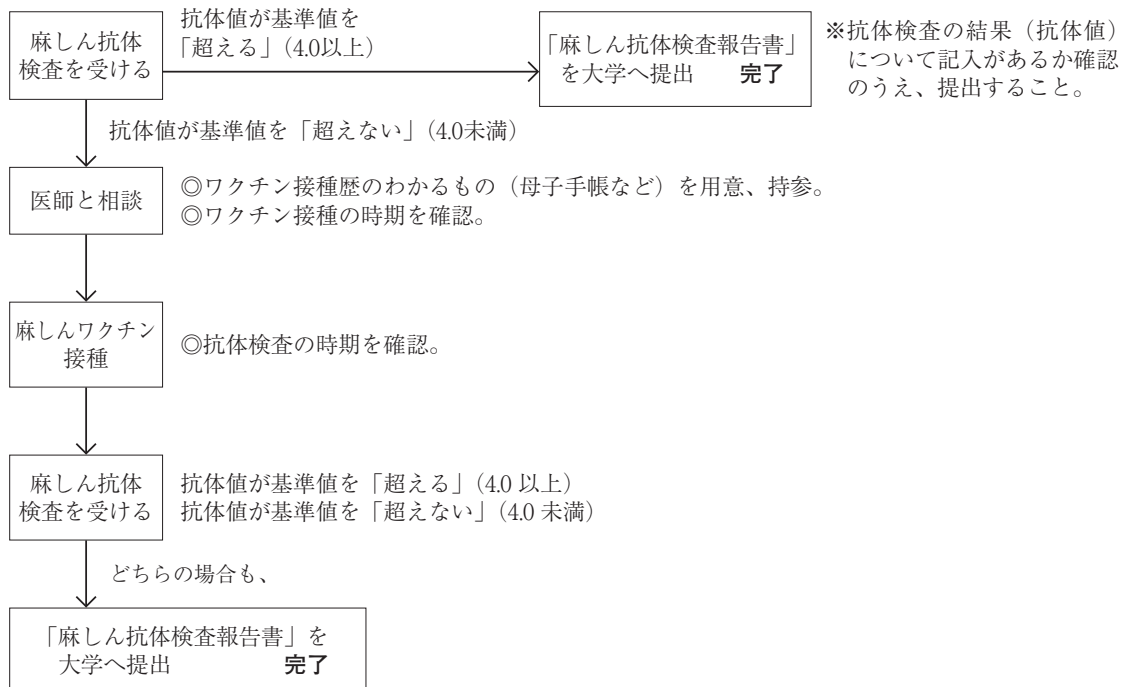 麻しん抗体
検査を受ける
抗体値が基準値を
「超える」(4.0以上)
「麻しん抗体検査報告書」
を大学へ提出　完了
※抗体検査の結果（抗体値）
について記入があるか確認
のうえ、提出すること。
抗体値が基準値を「超えない」(4.0未満)
医師と相談
◎ワクチン接種歴のわかるもの（母子手帳など）を用意、持参。
◎ワクチン接種の時期を確認。
麻しんワクチン
接種
◎抗体検査の時期を確認。
麻しん抗体
検査を受ける
抗体値が基準値を「超える」(4.0 以上)
抗体値が基準値を「超えない」(4.0 未満)
どちらの場合も、
「麻しん抗体検査報告書」を
大学へ提出　完了